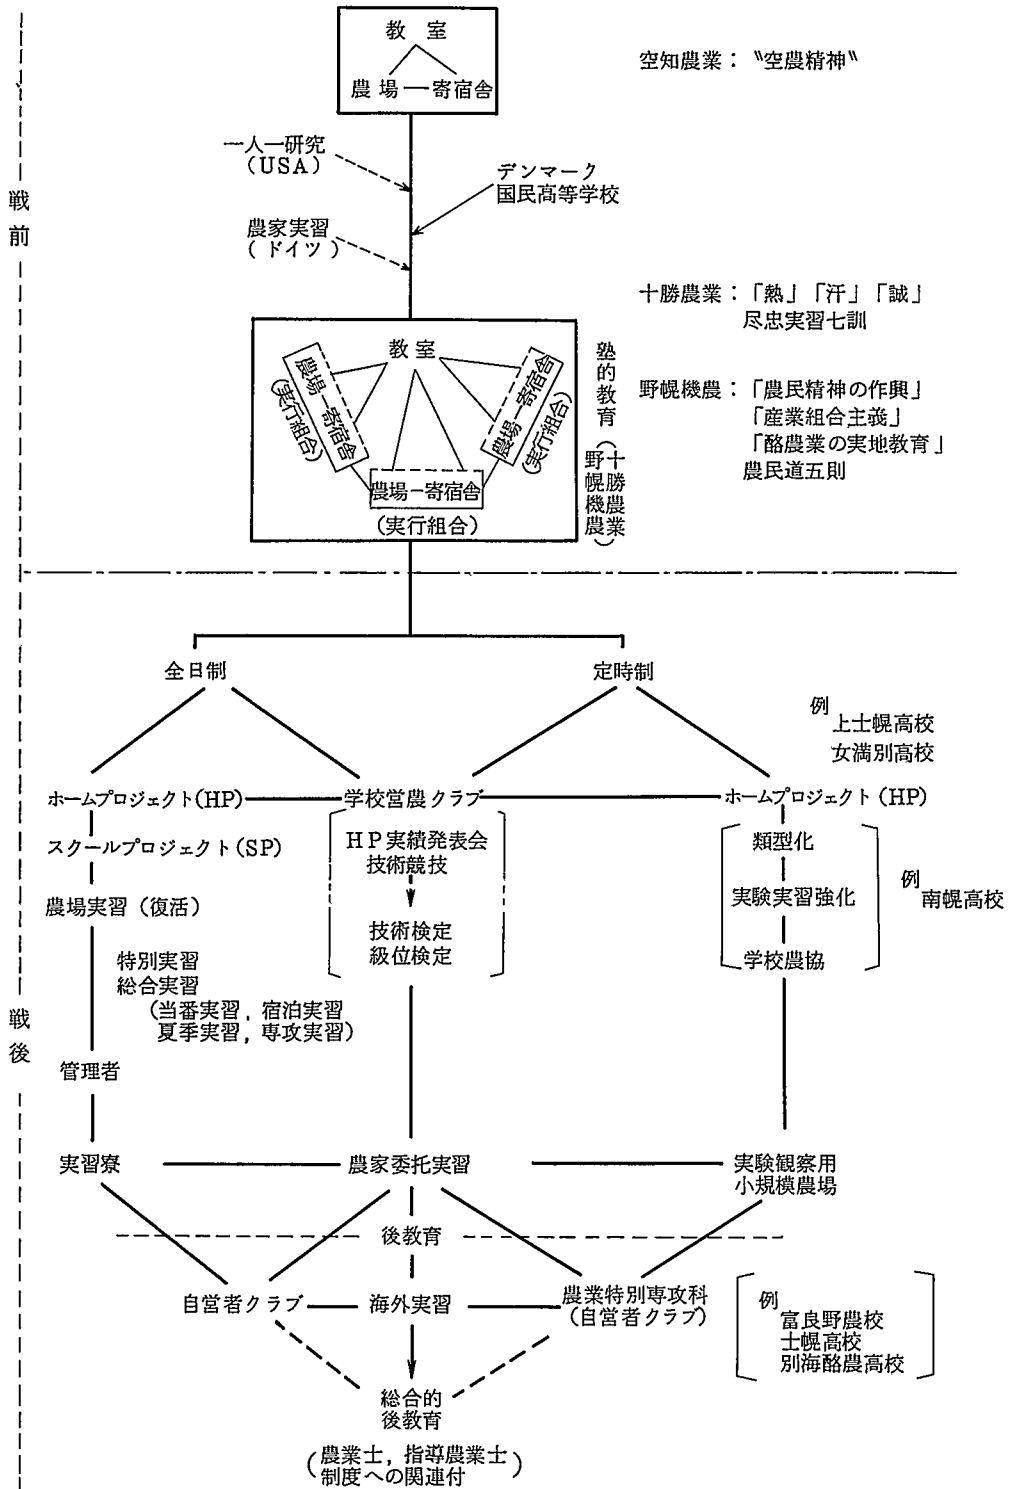 教室
農場—寄宿舎
空知農業：〝空農精神〟
一人一研究
(USA)
デンマーク
国民高等学校
農家実習
(ドイツ)
戦前
十勝農業：「熱」「汗」「誠」
尽忠実習七訓
教室
農場—寄宿舎
(実行組合)
農場—寄宿舎
(実行組合)
農場—寄宿舎
(実行組合)
塾的教育
(十勝農業
野幌機農)
野幌機農：「農民精神の作興」
「産業組合主義」
「酪農業の実地教育」
農民道五則
全日制
定時制
例
上士幌高校
女満別高校
ホームプロジェクト(HP)
学校営農クラブ
ホームプロジェクト(HP)
スクールプロジェクト(SP)
HP実績発表会
技術競技
技術検定
級位検定
類型化
実験実習強化
学校農協
例
南幌高校
農場実習(復活)
特別実習
総合実習
(当番実習,宿泊実習
夏季実習,専攻実習)
戦後
管理者
実習寮
農家委托実習
実験観察用
小規模農場
後教育
自営者クラブ
海外実習
農業特別専攻科
(自営者クラブ)
例
富良野農校
士幌高校
別海酪農高校
総合的
後教育
(農業士,指導農業士
制度への関連付)